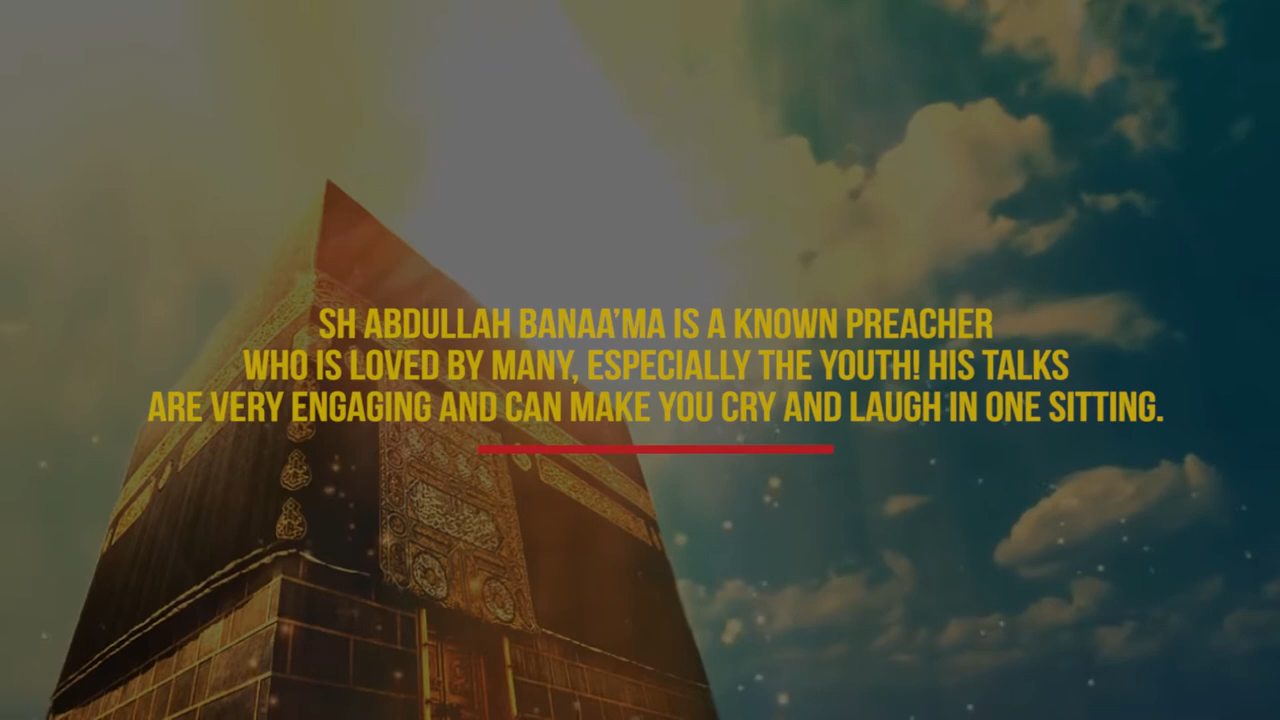 SH ABDULLAH BANAA'MA IS A KNOWN PREACHER
WHO IS LOVED BY MANY, ESPECIALLY THE YOUTH! HIS TALKS
ARE VERY ENGAGING AND CAN MAKE YOU CRY AND LAUGH IN ONE SITTING.